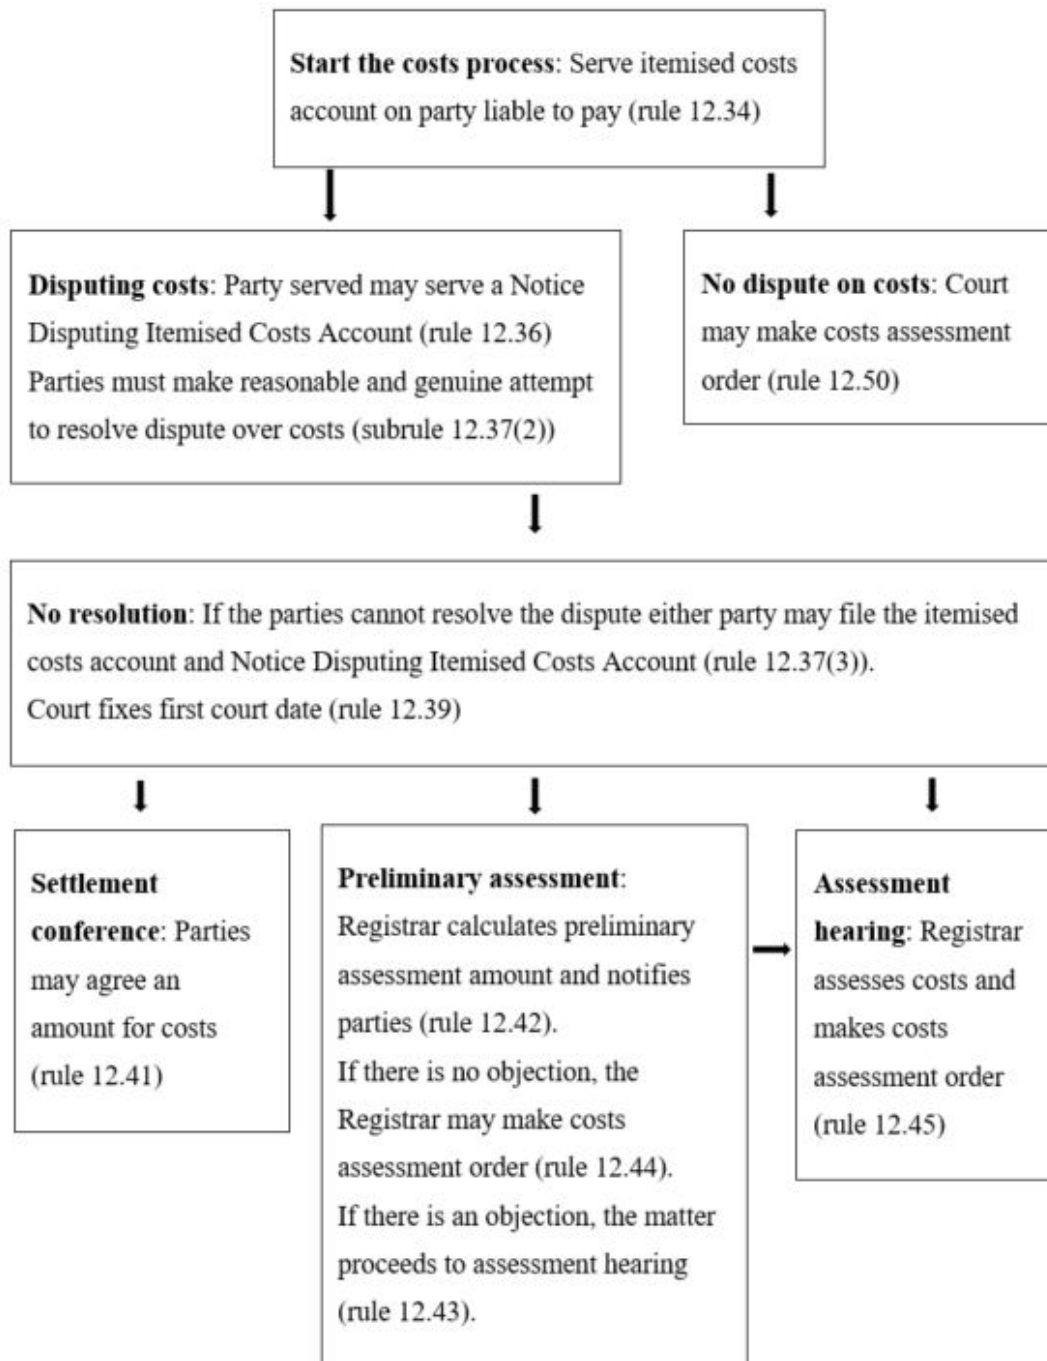 Start the costs process: Serve itemised costs
account on party liable to pay (rule 12.34)
Disputing costs: Party served may serve a Notice
Disputing Itemised Costs Account (rule 12.36)
Parties must make reasonable and genuine attempt
to resolve dispute over costs (subrule 12.37(2))
No dispute on costs: Court
may make costs assessment
order (rule 12.50)
No resolution: If the parties cannot resolve the dispute either party may file the itemised
costs account and Notice Disputing Itemised Costs Account (rule 12.37(3)).
Court fixes first court date (rule 12.39)
Settlement
conference: Parties
may agree an
amount for costs
(rule 12.41)
Preliminary assessment:
Registrar calculates preliminary
assessment amount and notifies
parties (rule 12.42).
If there is no objection, the
Registrar may make costs
assessment order (rule 12.44).
If there is an objection, the matter
proceeds to assessment hearing
(rule 12.43).
Assessment
hearing: Registrar
assesses costs and
makes costs
assessment order
(rule 12.45)